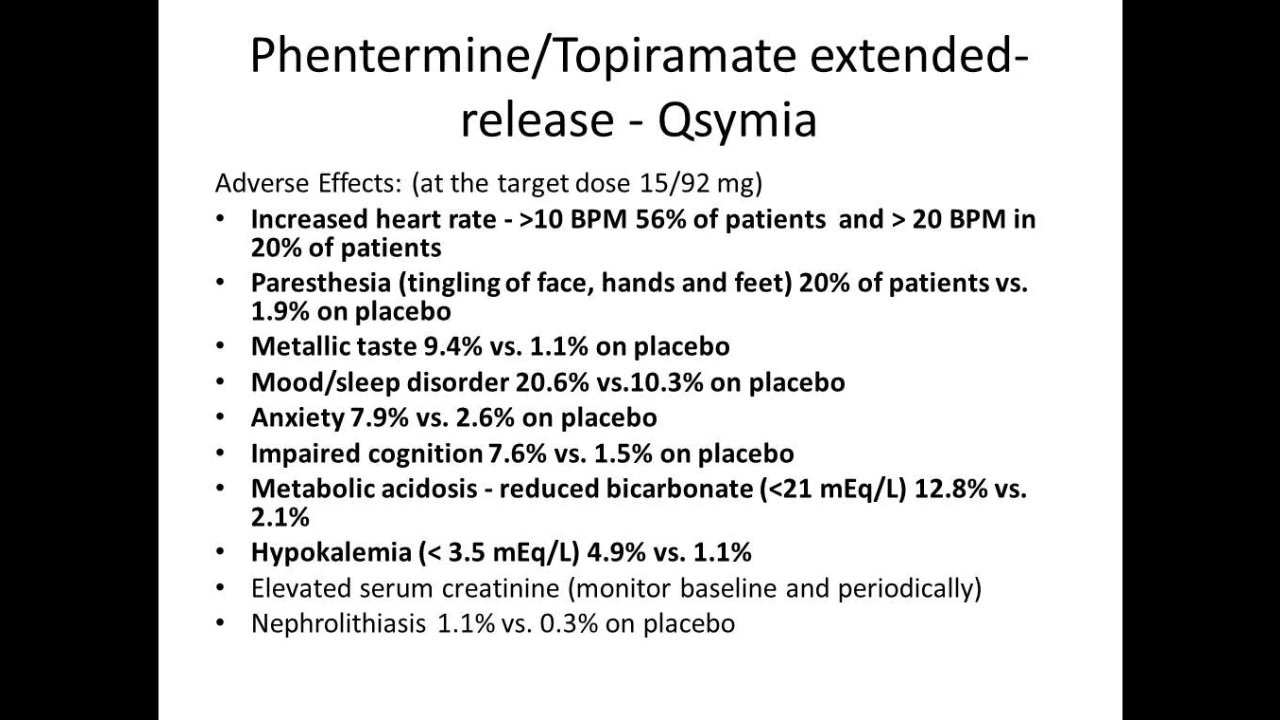 Phentermine/Topiramate extended-
release - Qsymia
Adverse Effects: (at the target dose 15/92 mg)
• Increased heart rate - >10 BPM 56% of patients and > 20 BPM in
20% of patients
• Paresthesia (tingling of face, hands and feet) 20% of patients vs.
1.9% on placebo
• Metallic taste 9.4% vs. 1.1% on placebo
• Mood/sleep disorder 20.6% vs.10.3% on placebo
• Anxiety 7.9% vs. 2.6% on placebo
• Impaired cognition 7.6% vs. 1.5% on placebo
• Metabolic acidosis - reduced bicarbonate (<21 mEq/L) 12.8% vs.
2.1%
• Hypokalemia (< 3.5 mEq/L) 4.9% vs. 1.1%
• Elevated serum creatinine (monitor baseline and periodically)
• Nephrolithiasis 1.1% vs. 0.3% on placebo